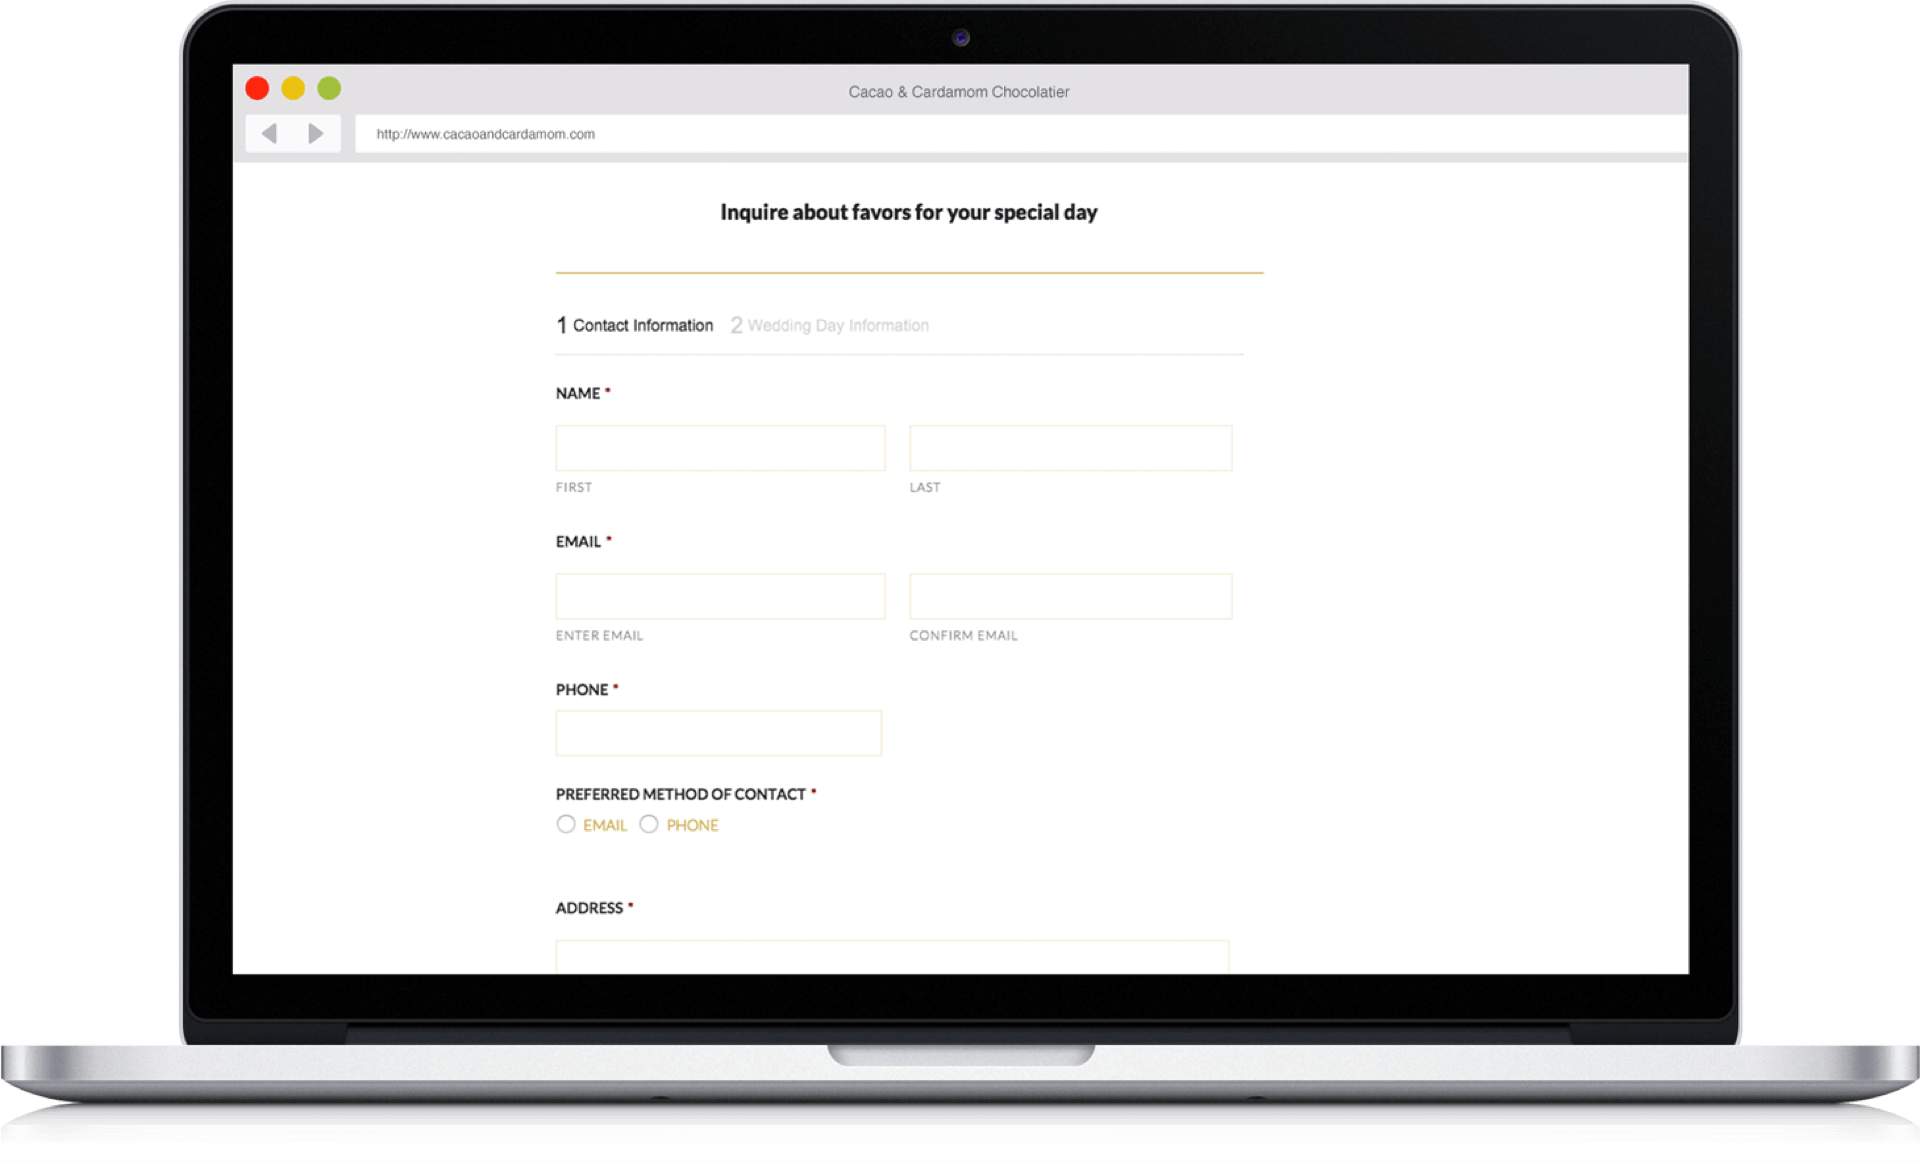 Cacao & Cardamom Chocolatier
http://www.cacaoandcardamom.com
Inquire about favors for your special day
1 Contact Information 2 Wedding Day Information
NAME *
FIRST LAST
EMAIL *
ENTER EMAIL CONFIRM EMAIL
PHONE *
PREFERRED METHOD OF CONTACT *
EMAIL PHONE
ADDRESS *